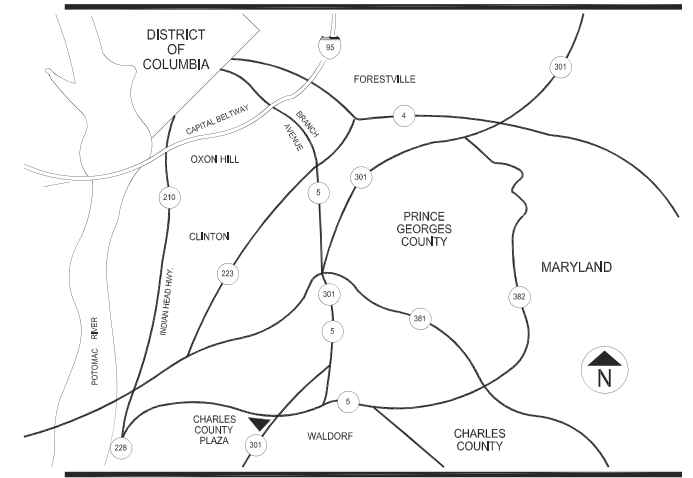 DISTRICT
OF
COLUMBIA
95
301
FORESTVILLE
CAPITAL BELTWAY
BRANCH
AVENUE
4
OXON HILL
301
210
5
PRINCE
GEORGES
COUNTY
CLINTON
MARYLAND
223
INDIAN HEAD HWY.
301
382
POTOMAC RIVER
5
381
N
5
CHARLES
COUNTY
PLAZA
301
WALDORF
CHARLES
COUNTY
228